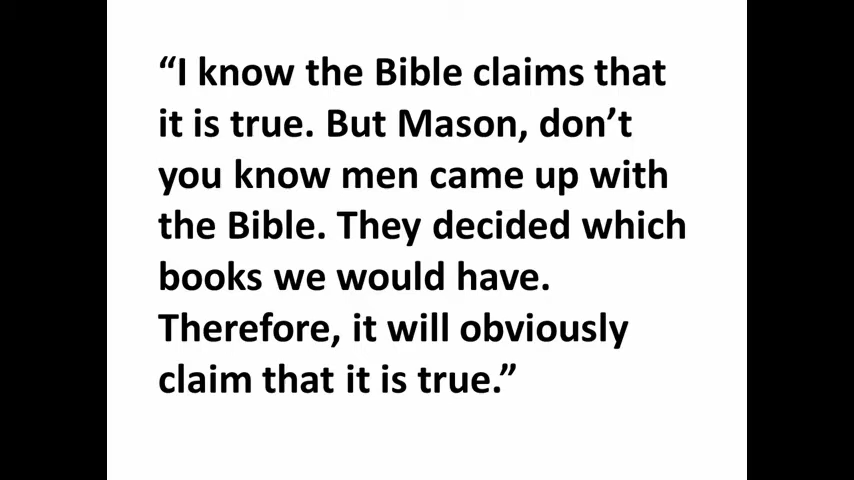 “I know the Bible claims that
it is true. But Mason, don’t
you know men came up with
the Bible. They decided which
books we would have.
Therefore, it will obviously
claim that it is true.”